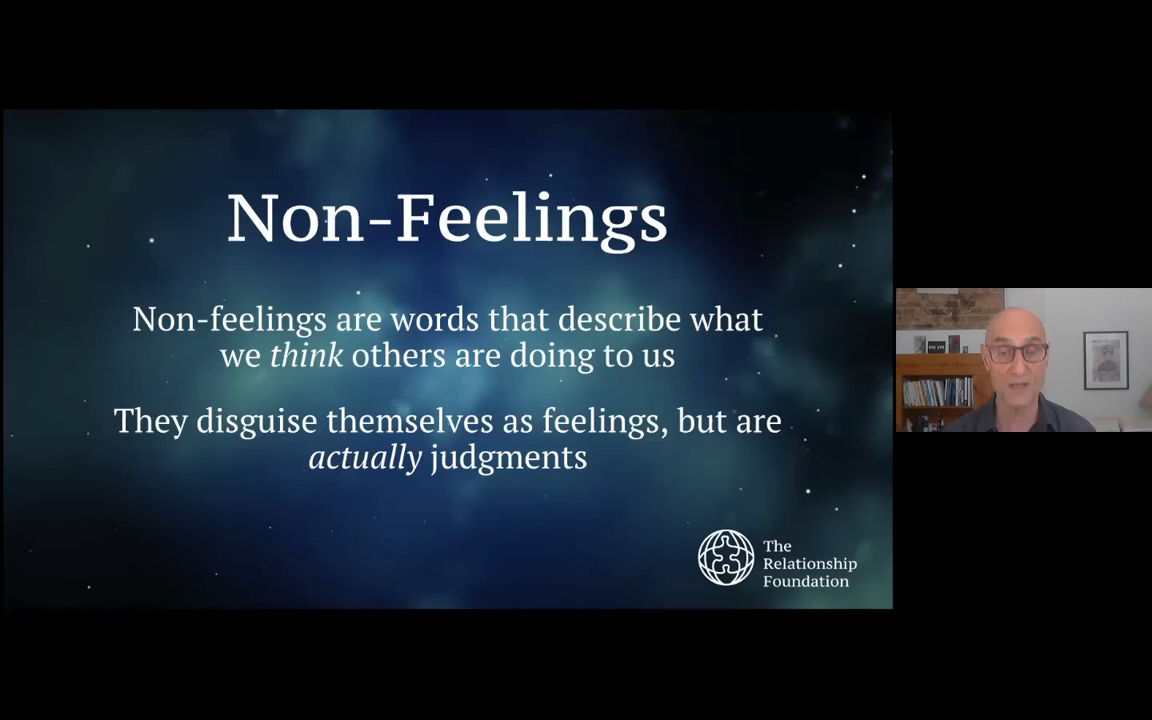 Non-Feelings
Non-feelings are words that describe what
we think others are doing to us
They disguise themselves as feelings, but are
actually judgments
The
Relationship
Foundation